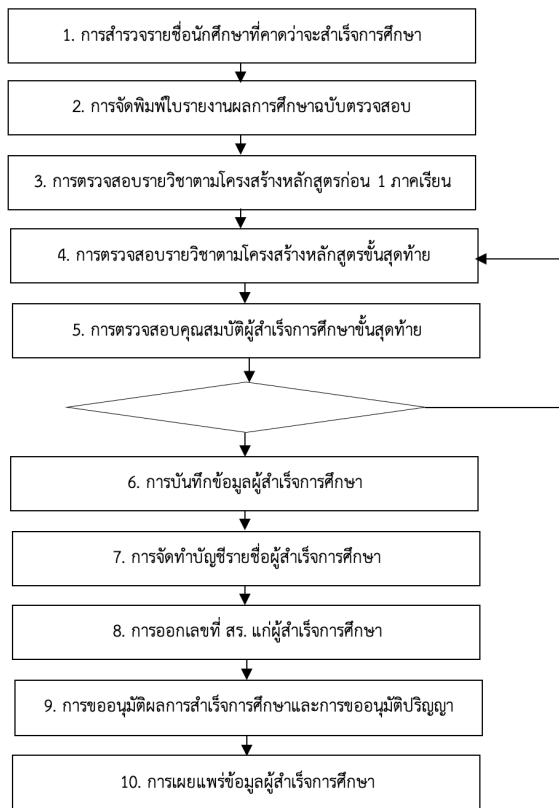 1. การสำรวจรายชื่อนักศึกษาที่คาดว่าจะสำเร็จการศึกษา
2. การจัดพิมพ์ใบรายงานผลการศึกษาฉบับตรวจสอบ
3. การตรวจสอบรายวิชาตามโครงสร้างหลักสูตรก่อน 1 ภาคเรียน
4. การตรวจสอบรายวิชาตามโครงสร้างหลักสูตรขั้นสุดท้าย
5. การตรวจสอบคุณสมบัติผู้สำเร็จการศึกษาขั้นสุดท้าย
6. การบันทึกข้อมูลผู้สำเร็จการศึกษา
7. การจัดทำบัญชีรายชื่อผู้สำเร็จการศึกษา
8. การออกเลขที่ สร. แก่ผู้สำเร็จการศึกษา
9. การขออนุมัติผลการสำเร็จการศึกษาและการขออนุมัติปริญญา
10. การเผยแพร่ข้อมูลผู้สำเร็จการศึกษา